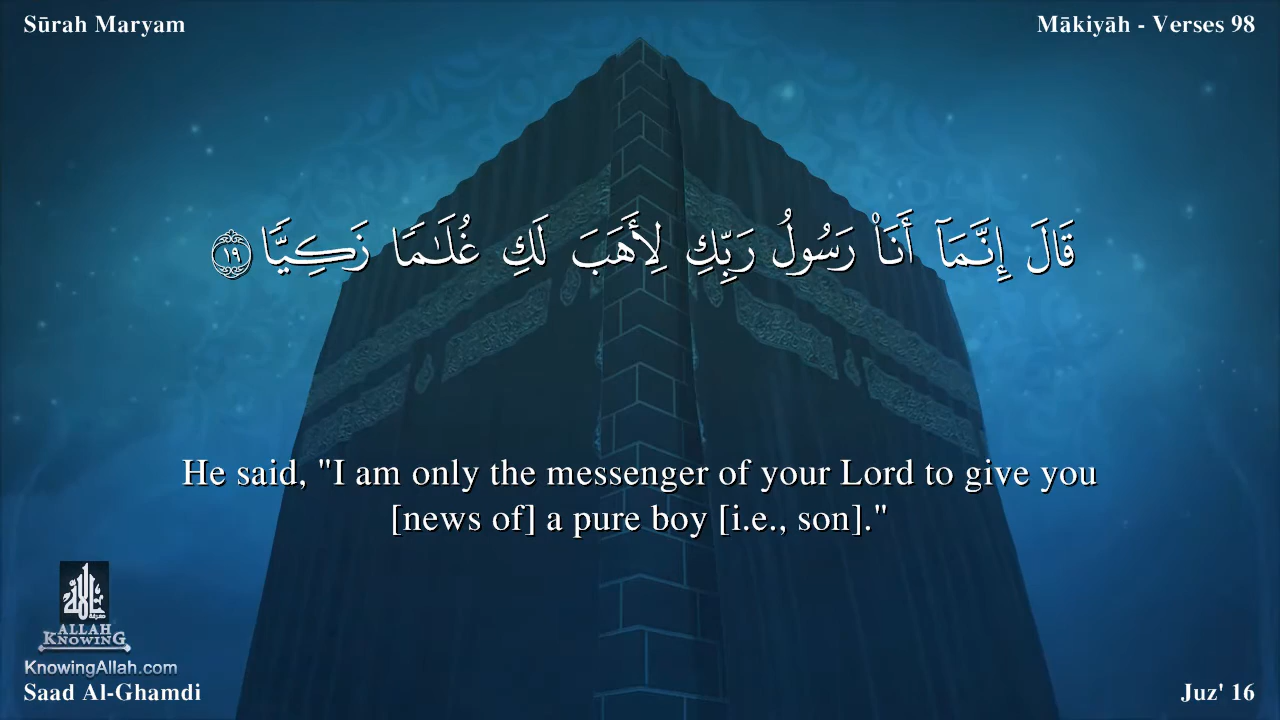 Sūrah Maryam
Mākiyāh - Verses 98
قَالَ إِنَّمَآ أَنَا۠ رَسُولُ رَبِّكِ لِأَهَبَ لَكِ غُلَـٰمًا زَكِيًّا ١٩
He said, "I am only the messenger of your Lord to give you
[news of] a pure boy [i.e., son]."
ALLAH
KNOWING
KnowingAllah.com
Saad Al-Ghamdi
Juz' 16